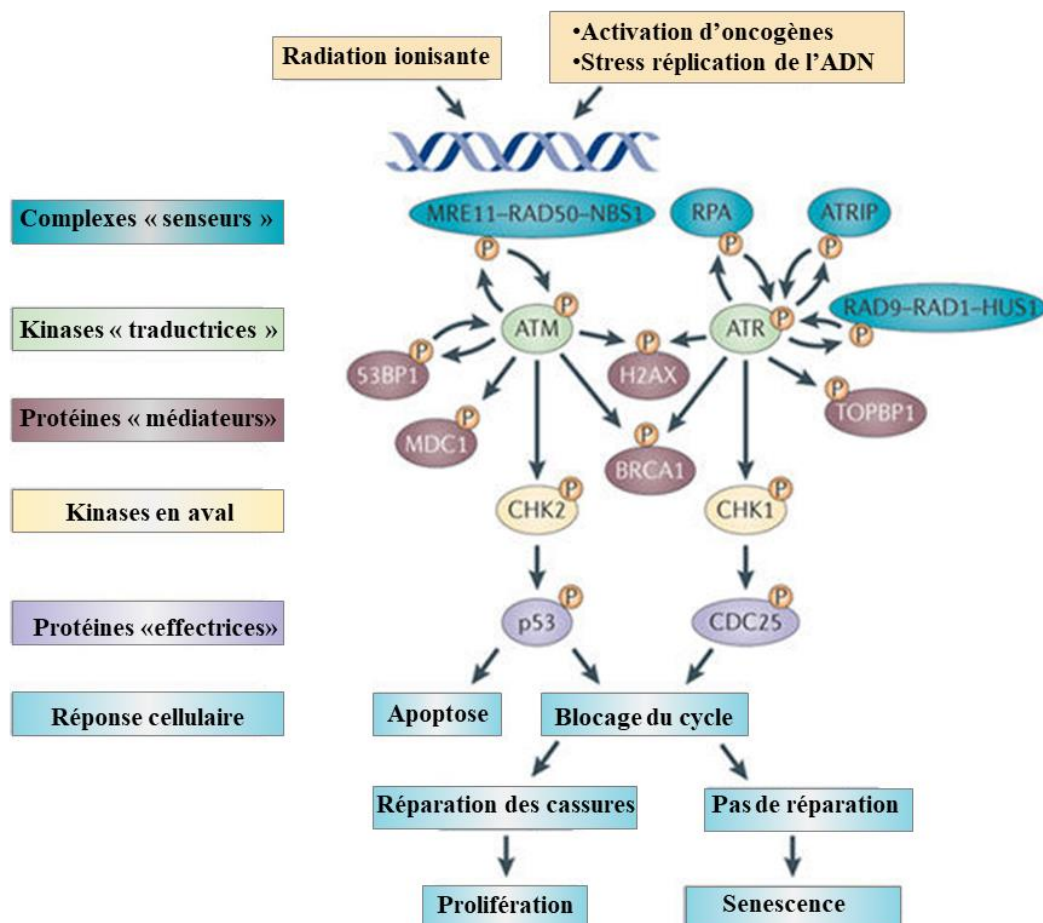 Radiation ionisante
•Activation d’oncogènes
•Stress réplication de l’ADN
Complexes « senseurs »
MRE11–RAD50–NBS1
RPA
ATRIP
P
P
P
RAD9–RAD1–HUS1
P
Kinases « traductrices »
ATM
P
ATR
P
53BP1
P
H2AX
P
Protéines « médiateurs»
MDC1
P
BRCA1
P
TOPBP1
P
Kinases en aval
CHK2
P
CHK1
P
Protéines «effectrices»
p53
P
CDC25
P
Réponse cellulaire
Apoptose
Blocage du cycle
Réparation des cassures
Pas de réparation
Prolifération
Senescence